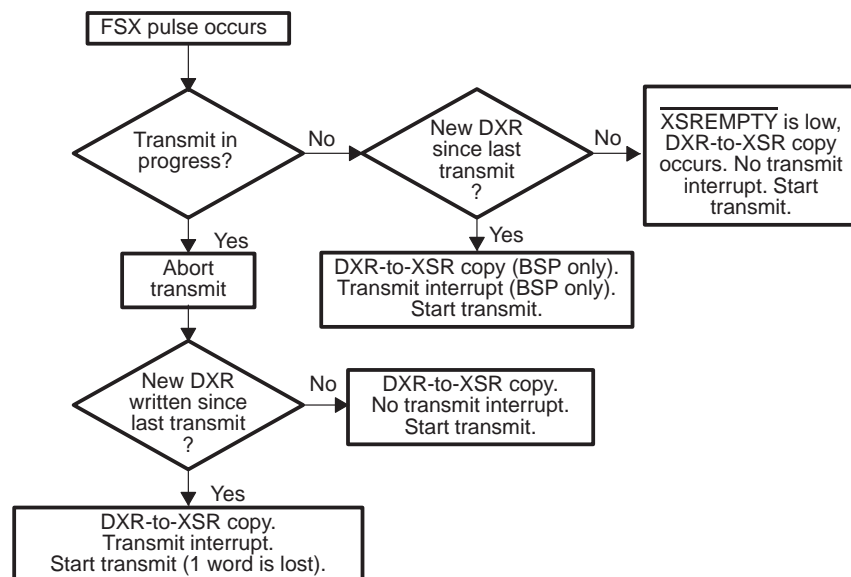 FSX pulse occurs
Transmit in
progress?
No
New DXR
since last
transmit
?
No
XSREMPTY is low,
DXR-to-XSR copy
occurs. No transmit
interrupt. Start
transmit.
Yes
DXR-to-XSR copy (BSP only).
Transmit interrupt (BSP only).
Start transmit.
Yes
Abort
transmit
New DXR
written since
last transmit
?
No
DXR-to-XSR copy.
No transmit interrupt.
Start transmit.
Yes
DXR-to-XSR copy.
Transmit interrupt.
Start transmit (1 word is lost).